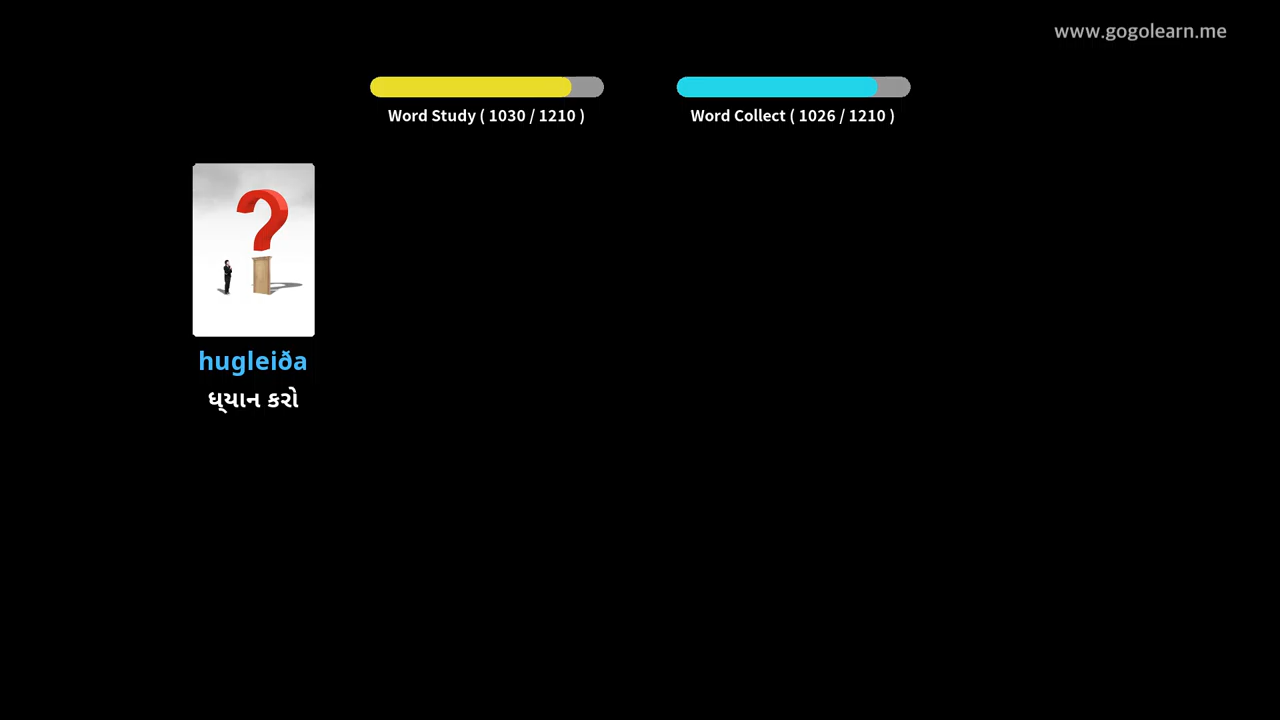 www.gogolearn.me
Word Study ( 1030 / 1210 )
Word Collect ( 1026 / 1210 )
?
hugleiða
ધ્યાન કરો